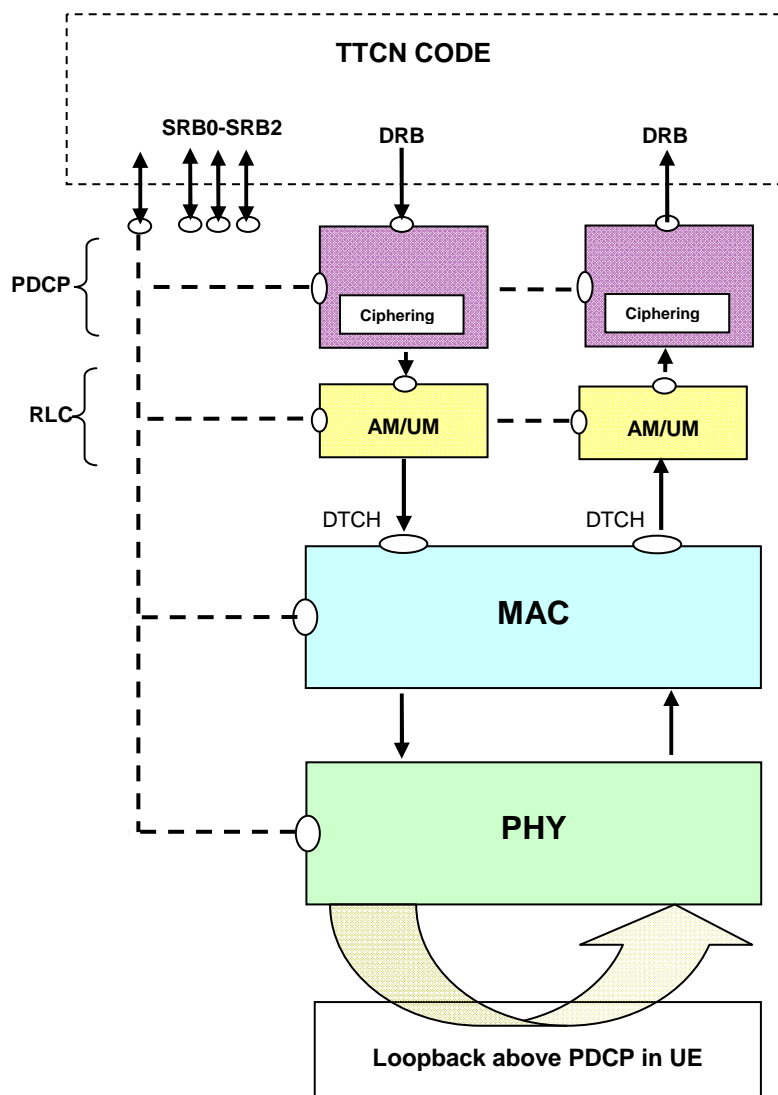 TTCN CODE
SRB0-SRB2
DRB
DRB
PDCP
Ciphering
Ciphering
RLC
AM/UM
AM/UM
DTCH
DTCH
MAC
PHY
Loopback above PDCP in UE